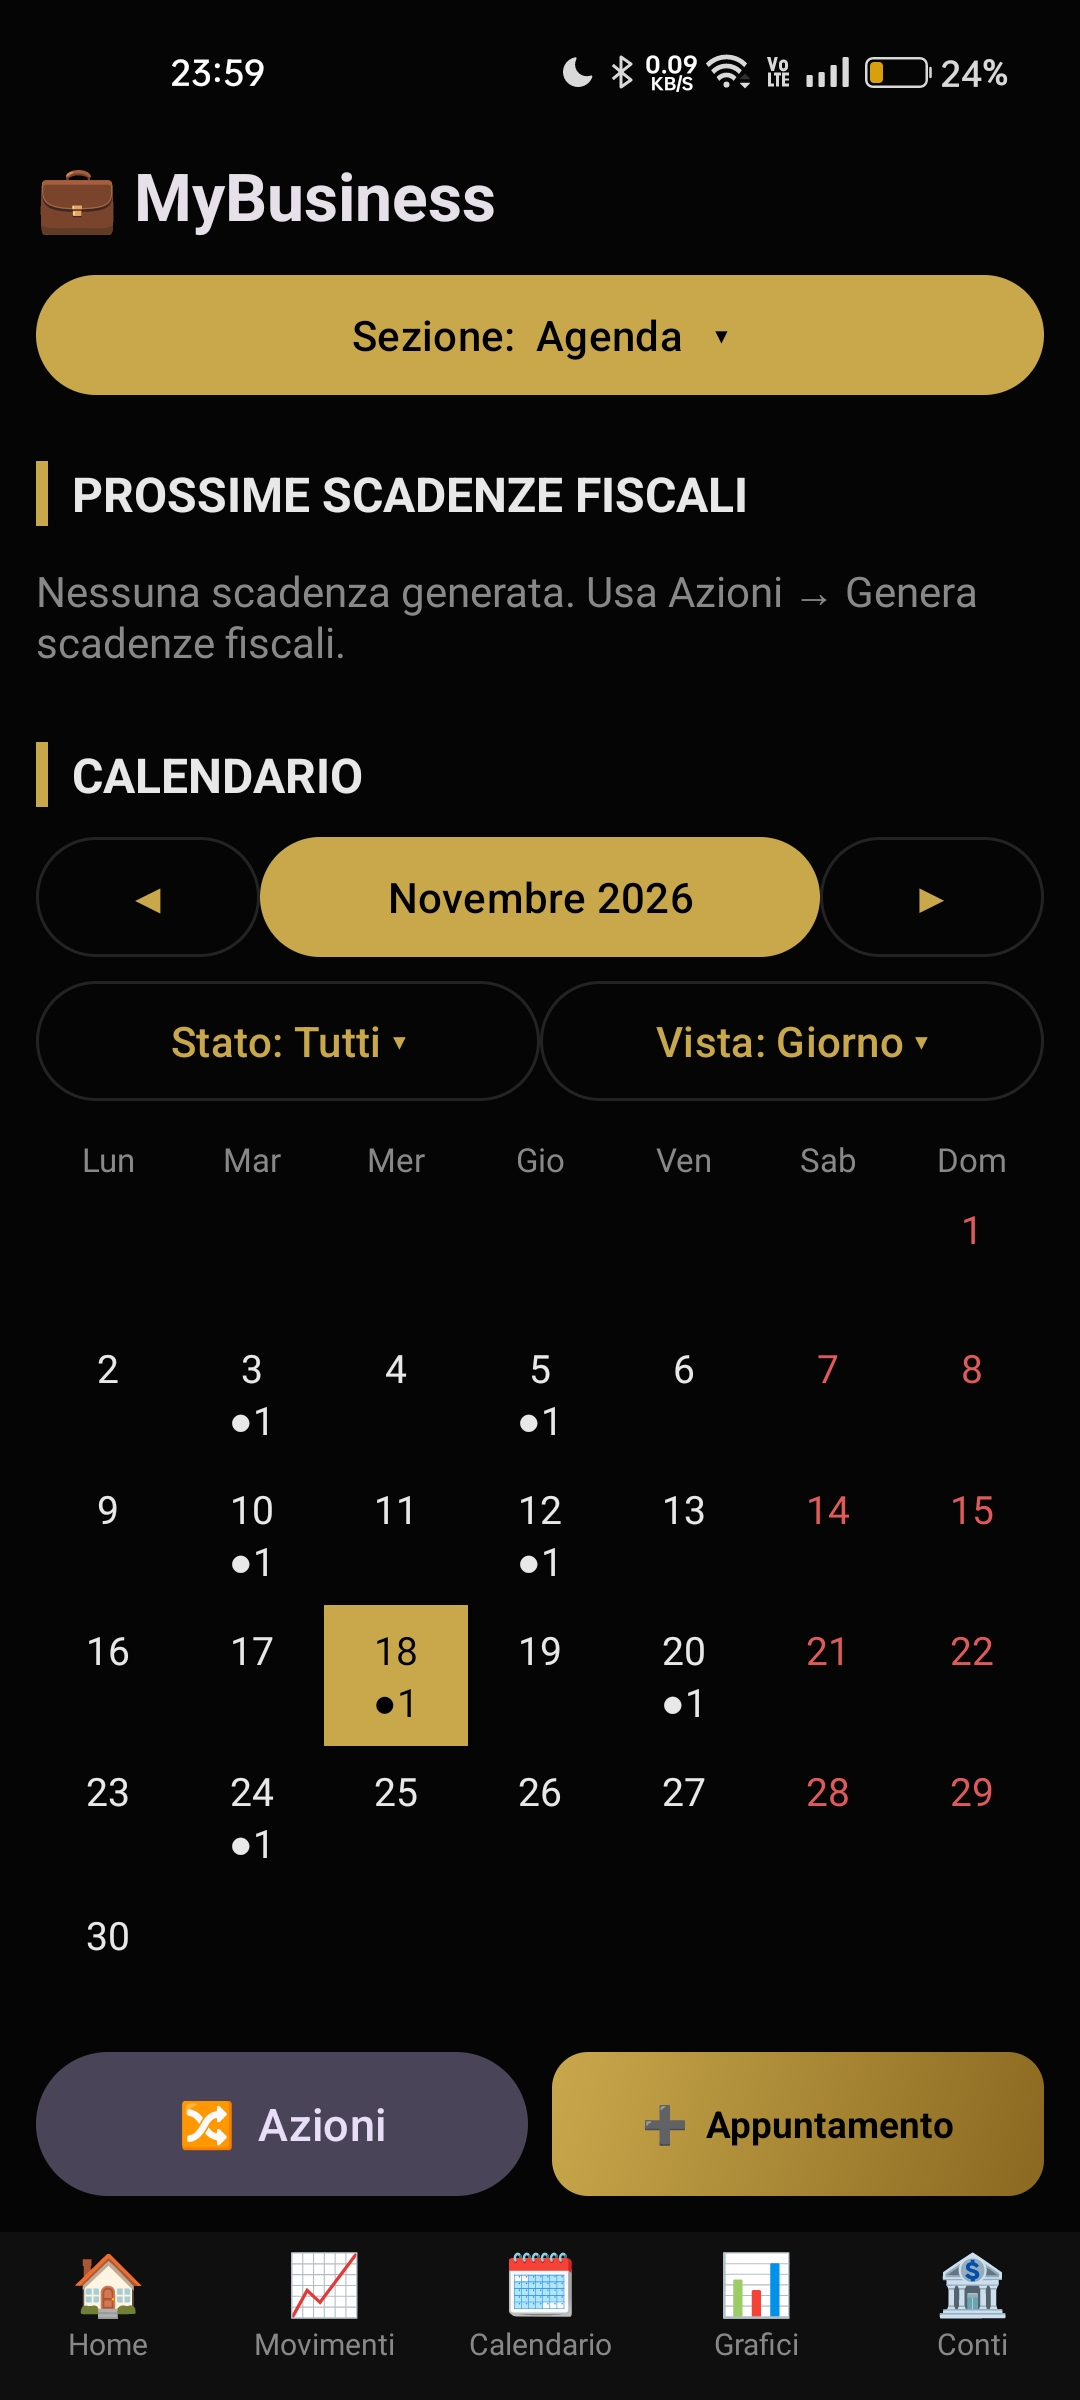 23:59
0.09 KB/S Vo LTE 24%
MyBusiness
Sezione: Agenda ▾
PROSSIME SCADENZE FISCALI
Nessuna scadenza generata. Usa Azioni → Genera
scadenze fiscali.
CALENDARIO
◀ Novembre 2026 ▶
Stato: Tutti ▾ Vista: Giorno ▾
Lun Mar Mer Gio Ven Sab Dom
1
2 3 4 5 6 7 8
●1 ●1
9 10 11 12 13 14 15
●1 ●1
16 17 18 19 20 21 22
●1 ●1
23 24 25 26 27 28 29
●1
30
🔀 Azioni ➕ Appuntamento
Home Movimenti Calendario Grafici Conti